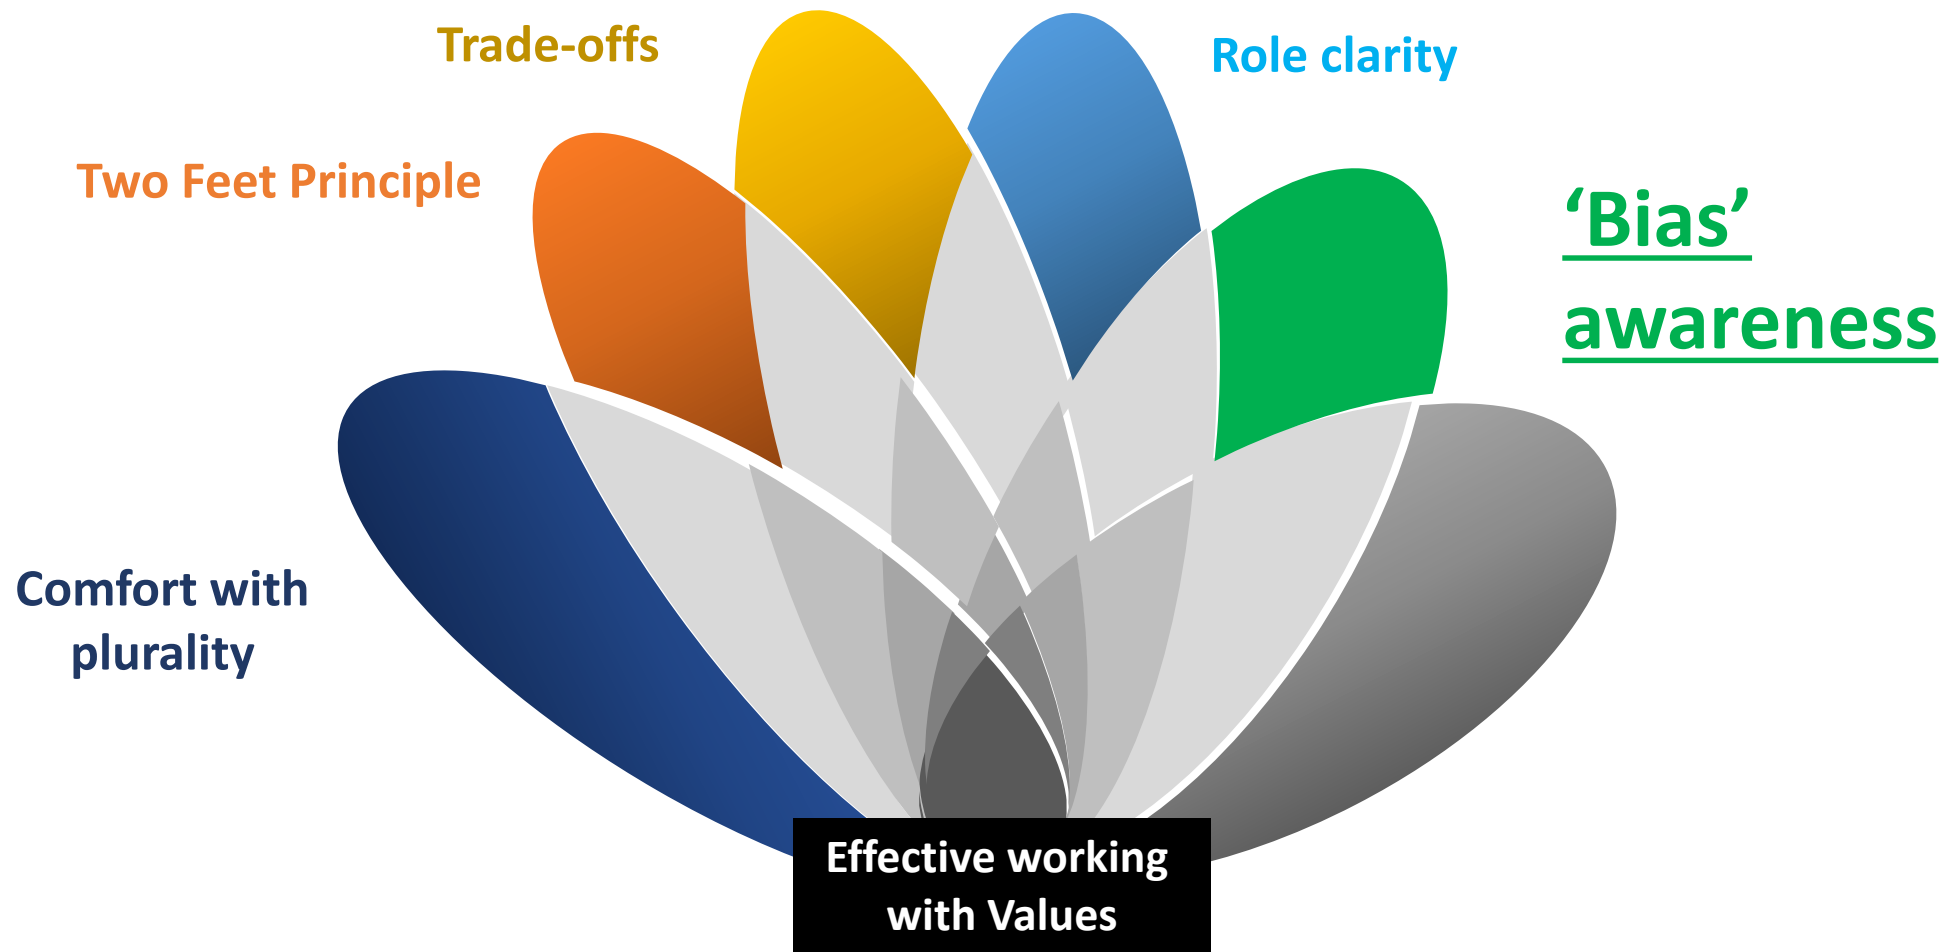 Trade-offs
Role clarity
Two Feet Principle
‘Bias’
awareness
Comfort with
plurality
Effective working
with Values